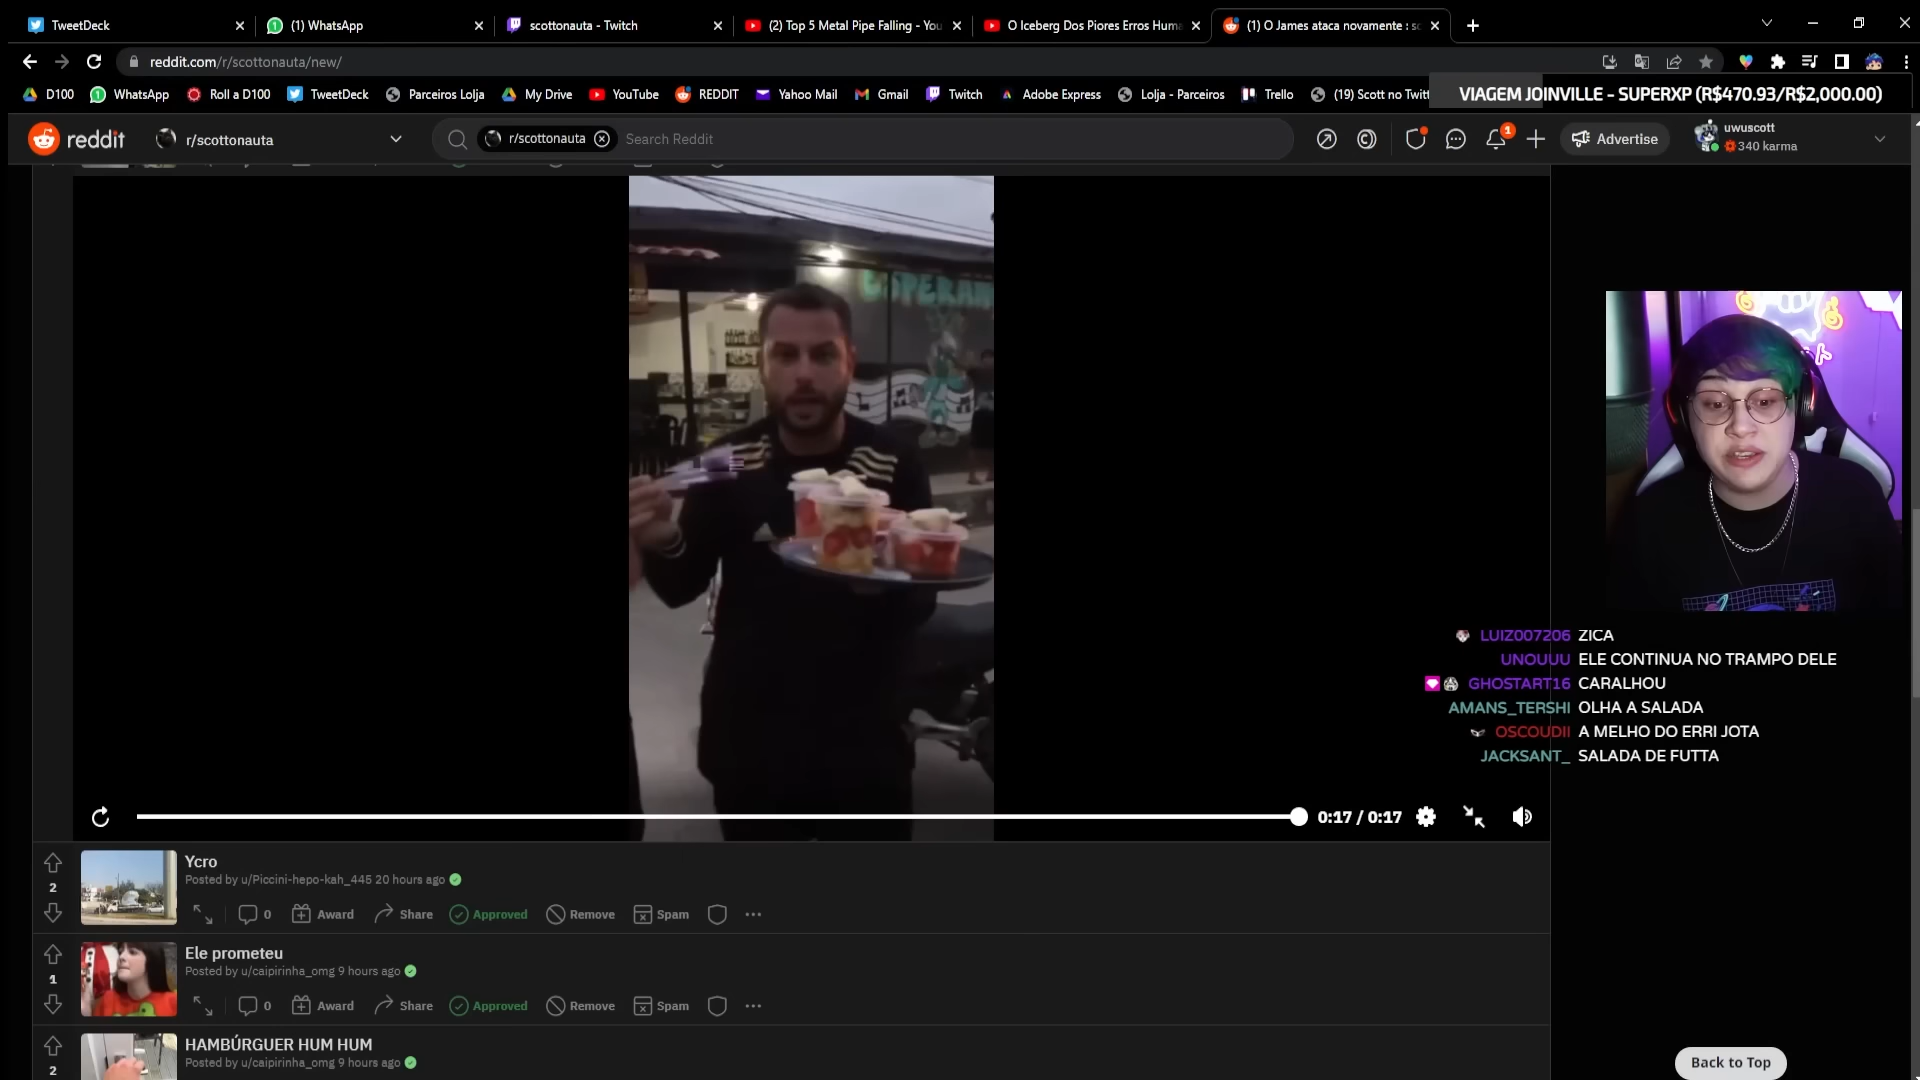 TweetDeck
(1) WhatsApp
scottonauta - Twitch
(2) Top 5 Metal Pipe Falling - You
O Iceberg Dos Piores Erros Huma
(1) O James ataca novamente : sc
reddit.com/r/scottonauta/new/
D100
WhatsApp
Roll a D100
TweetDeck
Parceiros Lolja
My Drive
YouTube
REDDIT
Yahoo Mail
Gmail
Twitch
Adobe Express
Lolja - Parceiros
Trello
(19) Scott no Twitt
VIAGEM JOINVILLE - SUPERXP (R$470.93/R$2,000.00)
reddit
r/scottonauta
r/scottonauta
Search Reddit
1
Advertise
uwuscott
340 karma
ESPERAN
LUIZ007206 ZICA
UNOUUU ELE CONTINUA NO TRAMPO DELE
GHOSTART16 CARALHOU
AMANS_TERSHI OLHA A SALADA
OSCOUDII A MELHO DO ERRI JOTA
JACKSANT_ SALADA DE FUTTA
0:17 / 0:17
2
Ycro
Posted by u/Piccini-hepo-kah_445 20 hours ago
0 Award Share Approved Remove Spam
1
Ele prometeu
Posted by u/caipirinha_omg 9 hours ago
0 Award Share Approved Remove Spam
2
HAMBÚRGUER HUM HUM
Posted by u/caipirinha_omg 9 hours ago
Back to Top